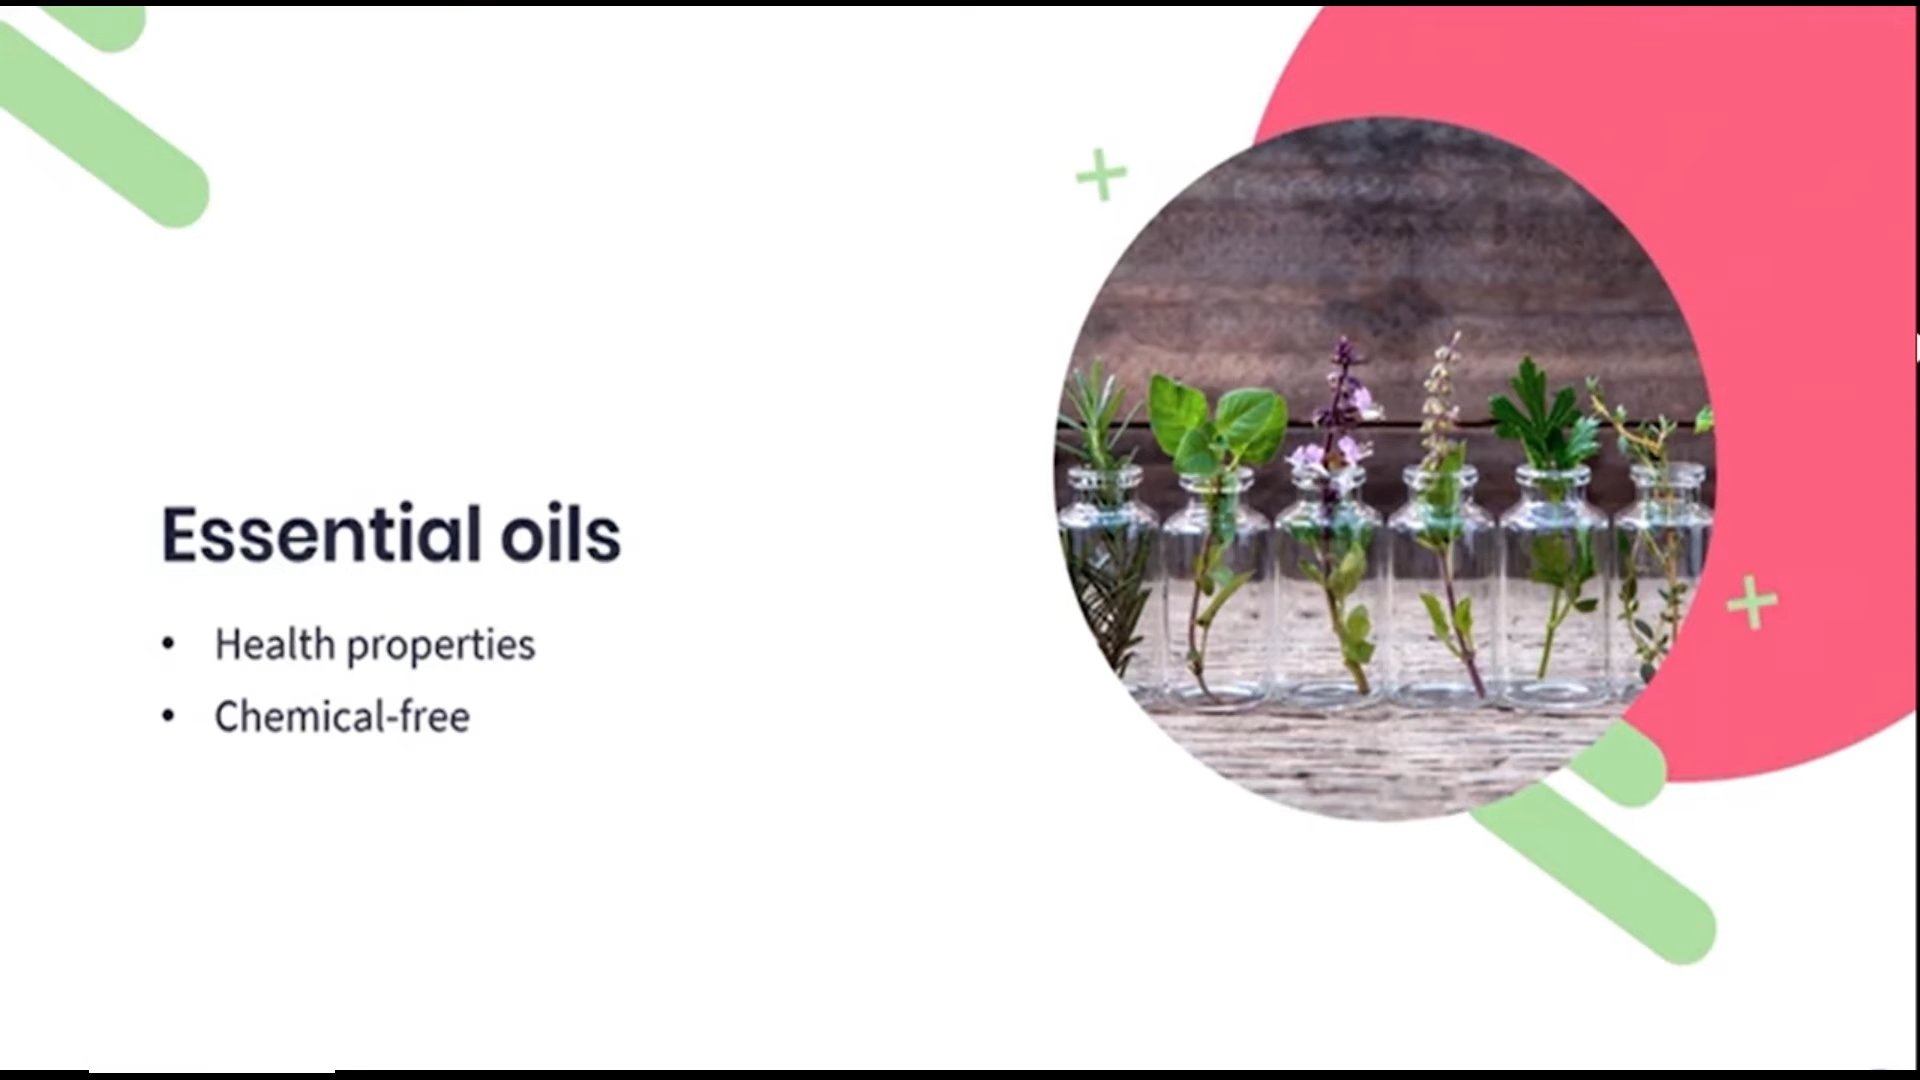 Essential oils
• Health properties
• Chemical-free